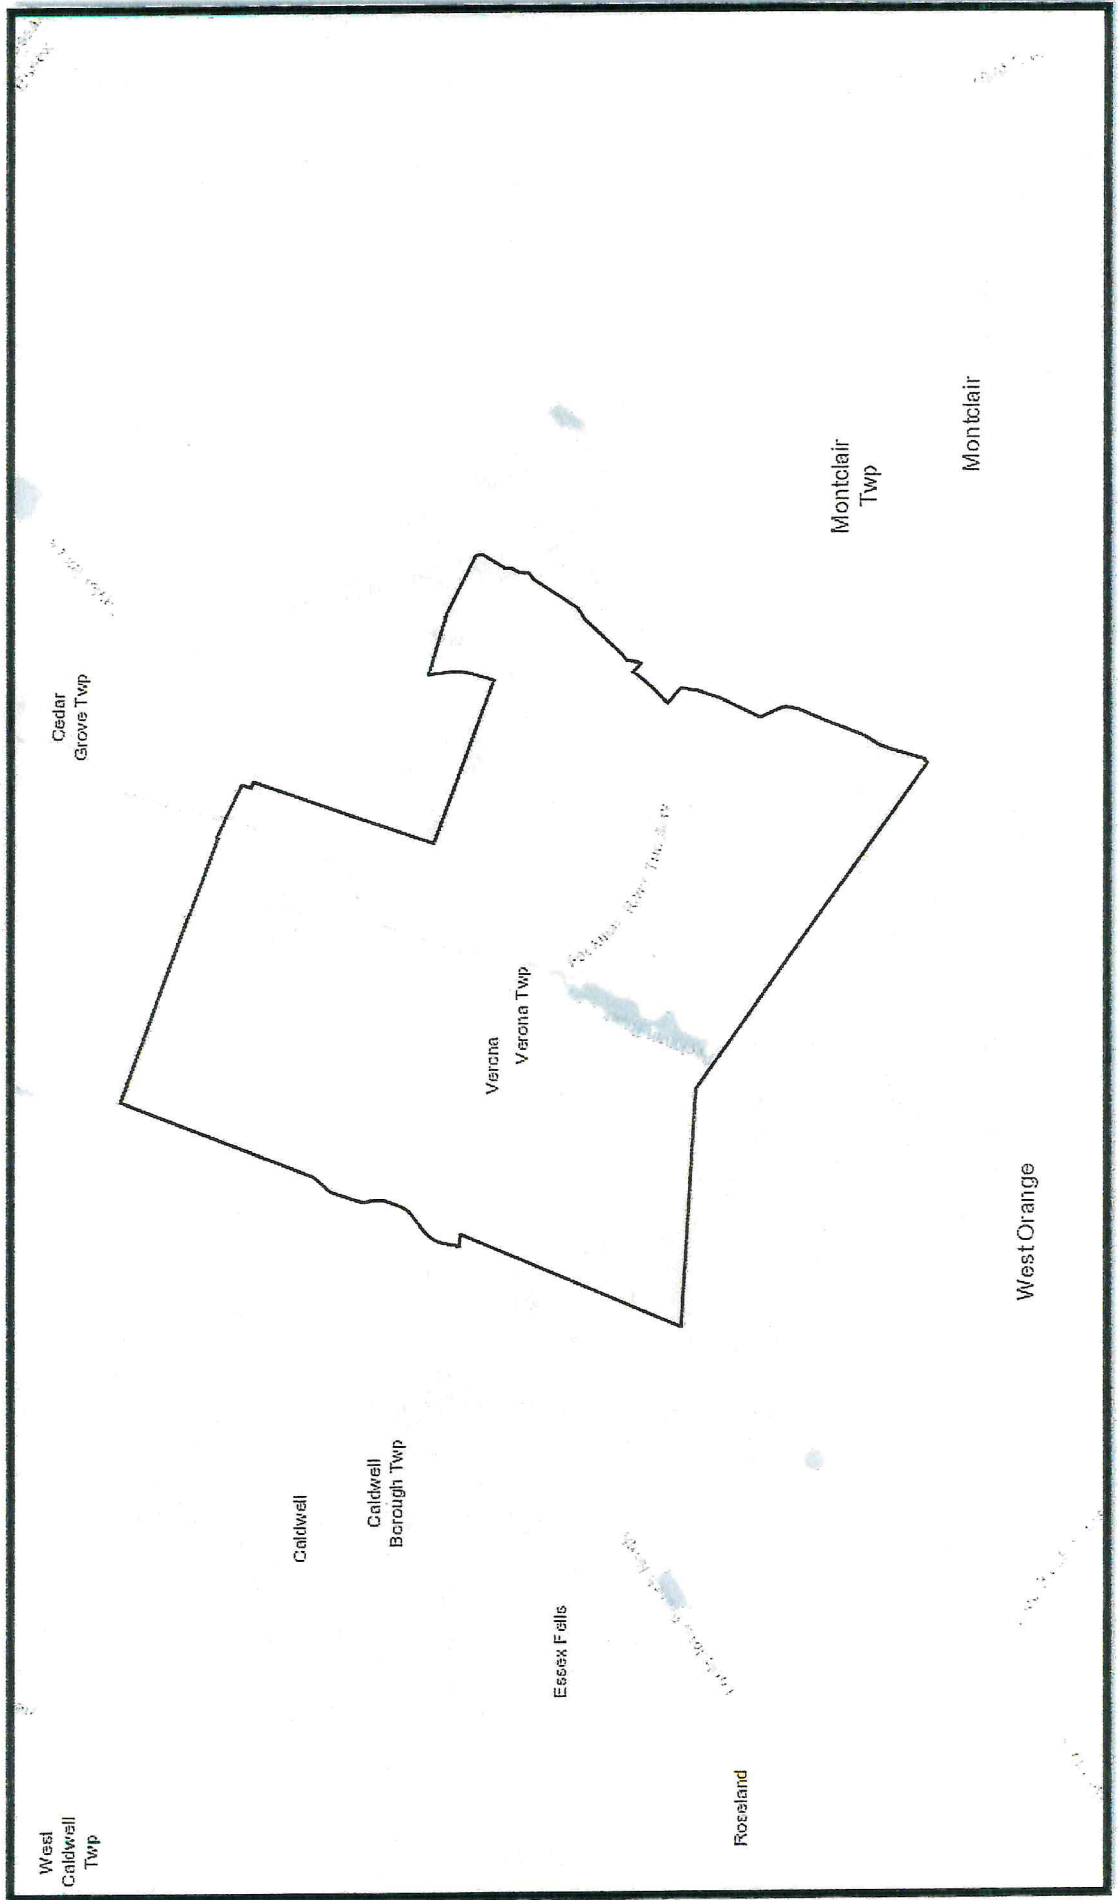 West
Caldwell
Twp
Cedar
Grove Twp
Caldwell
Caldwell
Borough Twp
Verona
Verona Twp
Essex Fells
Roseland
Montclair
Twp
Montclair
West Orange
River